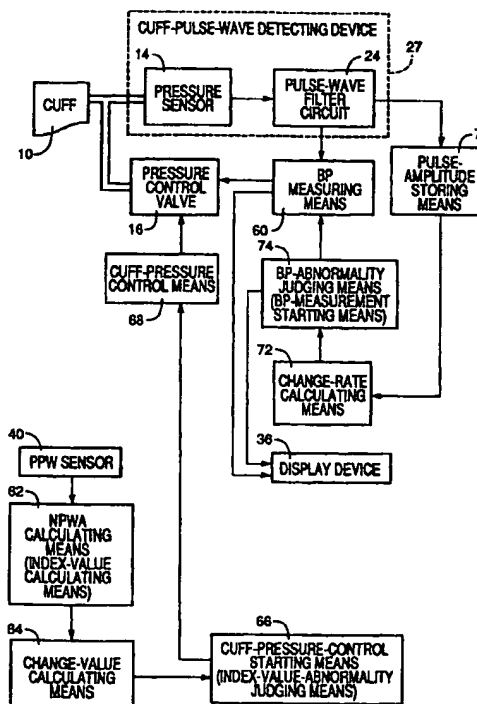 CUFF-PULSE-WAVE DETECTING DEVICE
14
24
27
PRESSURE
SENSOR
PULSE-WAVE
FILTER
CIRCUIT
CUFF
10
PRESSURE
CONTROL
VALVE
16
BP
MEASURING
MEANS
60
PULSE-
AMPLITUDE
STORING
MEANS
CUFF-PRESSURE
CONTROL MEANS
68
74
BP-ABNORMALITY
JUDGING MEANS
(BP-MEASUREMENT
STARTING MEANS)
72
CHANGE-RATE
CALCULATING
MEANS
36
DISPLAY DEVICE
40
PPW SENSOR
62
NPWA
CALCULATING
MEANS
(INDEX-VALUE
CALCULATING
MEANS)
64
CHANGE-VALUE
CALCULATING
MEANS
66
CUFF-PRESSURE-CONTROL
STARTING MEANS
(INDEX-VALUE-ABNORMALITY
JUDGING MEANS)